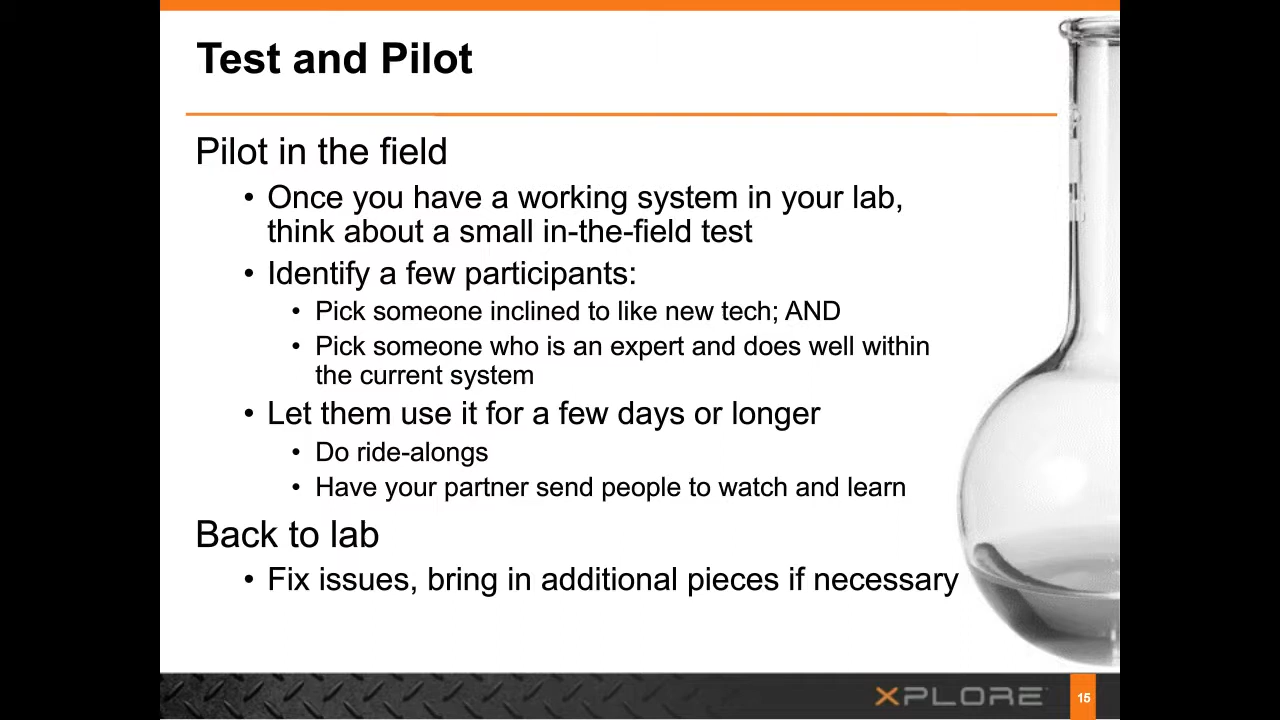 Test and Pilot
Pilot in the field
• Once you have a working system in your lab,
think about a small in-the-field test
• Identify a few participants:
• Pick someone inclined to like new tech; AND
• Pick someone who is an expert and does well within
the current system
• Let them use it for a few days or longer
• Do ride-alongs
• Have your partner send people to watch and learn
Back to lab
• Fix issues, bring in additional pieces if necessary
XPLORE
15